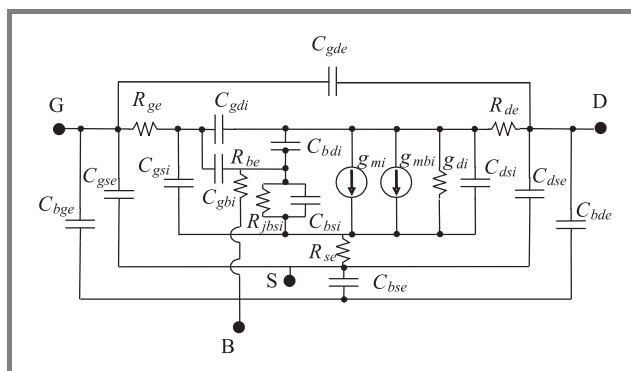 C_gde
G
R_ge
C_gdi
R_de
D
C_bdi
g_mi
g_mbi
g_di
R_be
C_gsi
C_gse
C_dsi
C_dse
C_gbi
C_bge
R_jbsi
C_bsi
C_bde
R_se
S
C_bse
B